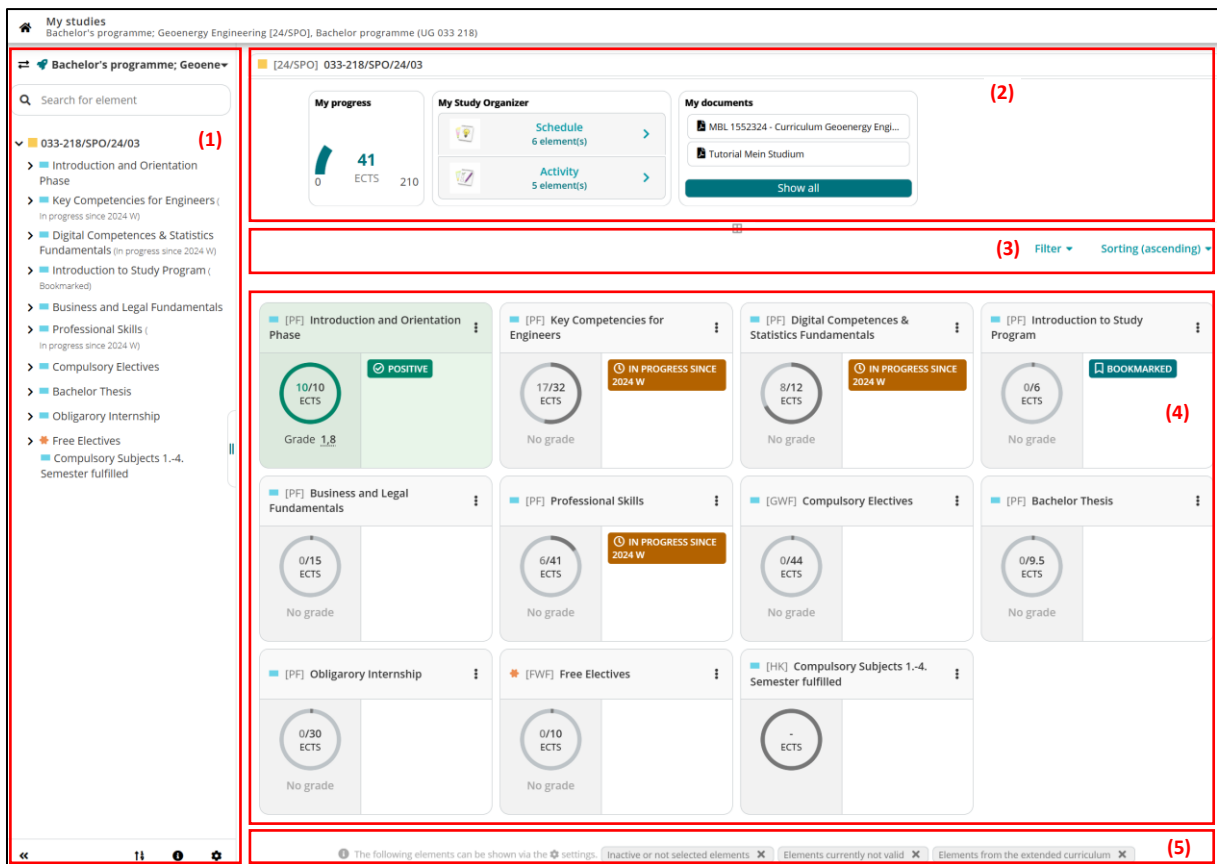 My studies
Bachelor's programme; Geoenergy Engineering [24/SPO], Bachelor programme (UG 033 218)
Bachelor's programme; Geoene
Search for element
(1)
033-218/SPO/24/03
Introduction and Orientation
Phase
Key Competencies for Engineers (
In progress since 2024 W)
Digital Competences & Statistics
Fundamentals (In progress since 2024 W)
Introduction to Study Program (
Bookmarked)
Business and Legal Fundamentals
Professional Skills (
In progress since 2024 W)
Compulsory Electives
Bachelor Thesis
Obligarory Internship
Free Electives
Compulsory Subjects 1.-4.
Semester fulfilled
[24/SPO] 033-218/SPO/24/03
(2)
My progress
41
ECTS
0
210
My Study Organizer
Schedule
6 element(s)
Activity
5 element(s)
My documents
MBL 1552324 - Curriculum Geoenergy Engi...
Tutorial Mein Studium
Show all
(3)
Filter
Sorting (ascending)
[PF] Introduction and Orientation
Phase
10/10
ECTS
Grade 1,8
POSITIVE
[PF] Key Competencies for
Engineers
17/32
ECTS
No grade
IN PROGRESS SINCE
2024 W
[PF] Digital Competences &
Statistics Fundamentals
8/12
ECTS
No grade
IN PROGRESS SINCE
2024 W
[PF] Introduction to Study
Program
0/6
ECTS
No grade
BOOKMARKED
(4)
[PF] Business and Legal
Fundamentals
0/15
ECTS
No grade
[PF] Professional Skills
6/41
ECTS
No grade
IN PROGRESS SINCE
2024 W
[GWF] Compulsory Electives
0/44
ECTS
No grade
[PF] Bachelor Thesis
0/9.5
ECTS
No grade
[PF] Obligarory Internship
0/30
ECTS
No grade
[FWF] Free Electives
0/10
ECTS
No grade
[HK] Compulsory Subjects 1.-4.
Semester fulfilled
-
ECTS
The following elements can be shown via the settings. Inactive or not selected elements Elements currently not valid Elements from the extended curriculum
(5)